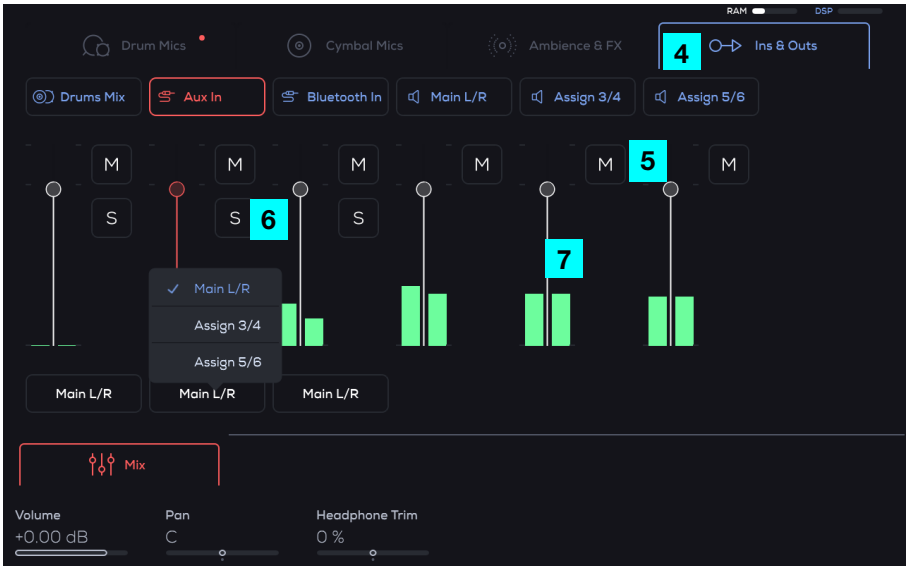 RAM DSP
Drum Mics Cymbal Mics Ambience & FX 4 Ins & Outs
Drums Mix Aux In Bluetooth In Main L/R Assign 3/4 Assign 5/6
M M M M M 5 M
S S 6 S
7
Main L/R
Assign 3/4
Assign 5/6
Main L/R Main L/R Main L/R
Mix
Volume Pan Headphone Trim
+0.00 dB C 0 %